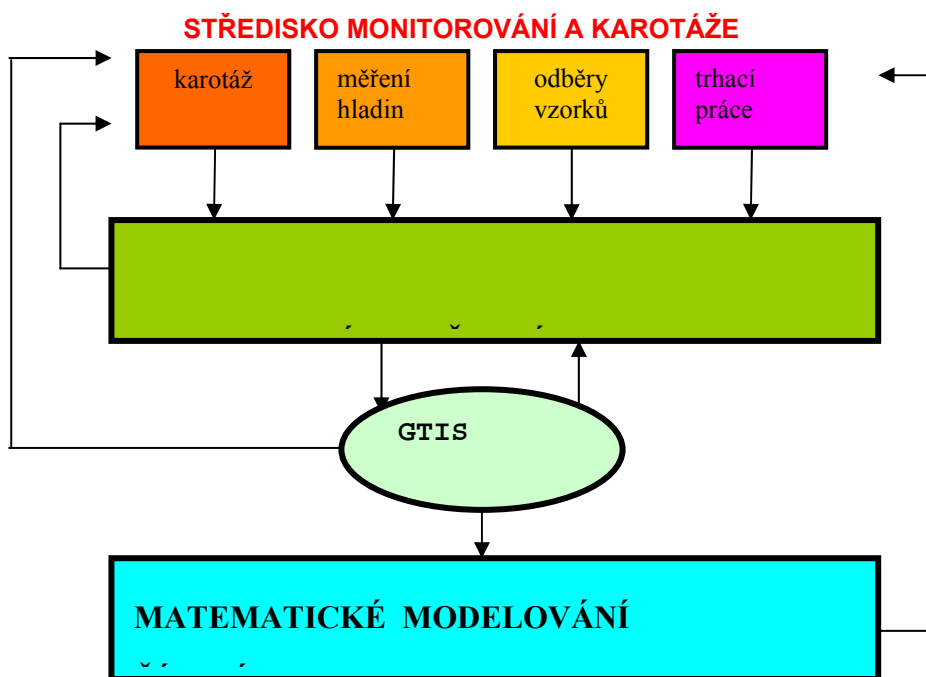 STŘEDISKO MONITOROVÁNÍ A KAROTÁŽE
karotáž
měření
hladin
odběry
vzorků
trhací
práce
GTIS
MATEMATICKÉ MODELOVÁNÍ